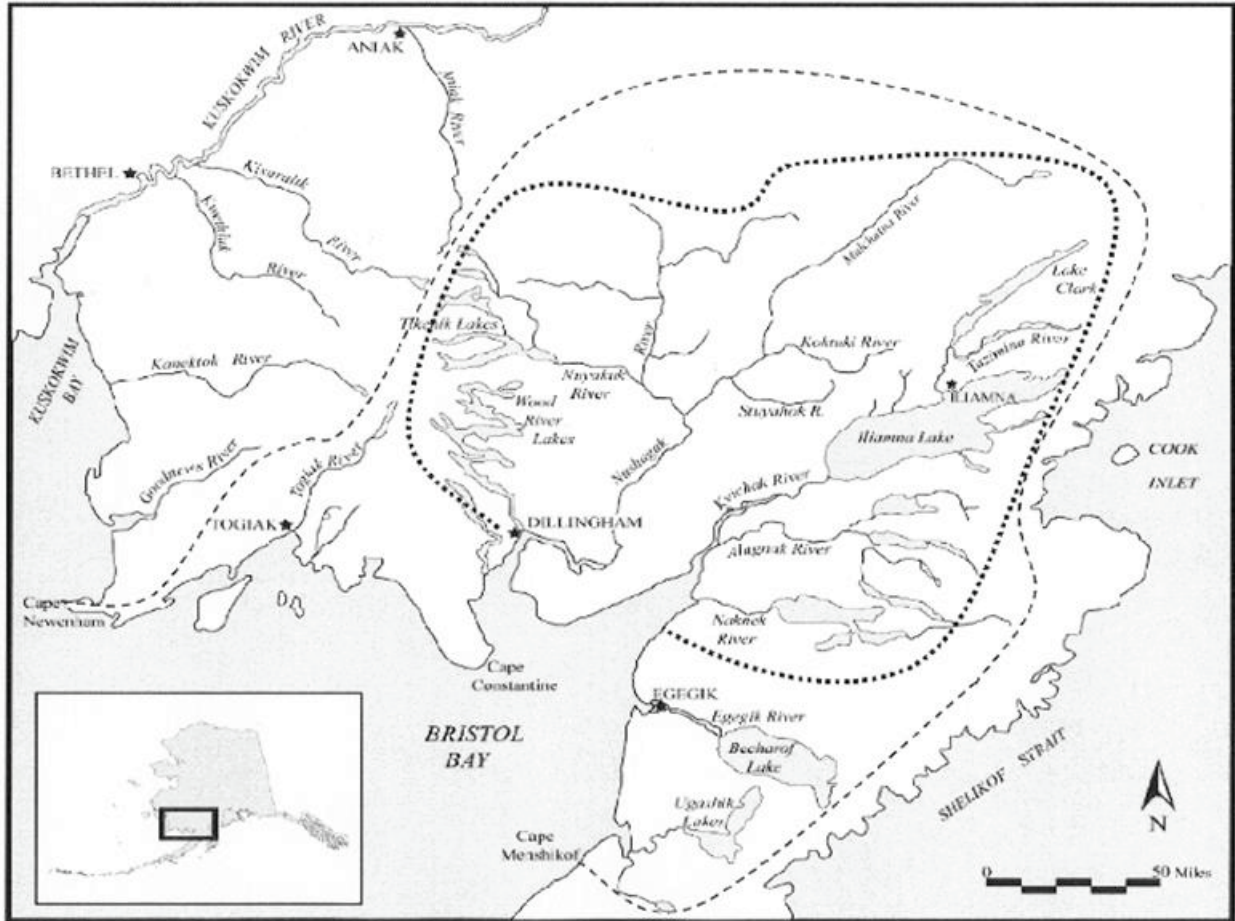 KUSKOKWIM RIVER
ANIAK
Aniak River
BETHEL
Kisaralik
River
Kwethluk
River
Lake
Clark
Mulchatna River
Tikchik Lakes
Koktuli River
Tazimina River
KUSKOKWIM
BAY
Kanektok River
River
Nuyakuk
River
Wood
River
Lakes
Stuyahok R.
ILIAMNA
Iliamna Lake
COOK
INLET
Goodnews River
Togiak River
Nushagak
Kvichak River
TOGIAK
DILLINGHAM
Alagnak River
Cape
Newenham
Naknek
River
Cape
Constantine
EGEGIK
Egegik River
BRISTOL
BAY
Becharof
Lake
SHELIKOF STRAIT
Ugashik
Lakes
Cape
Menshikof
N
0 50 Miles